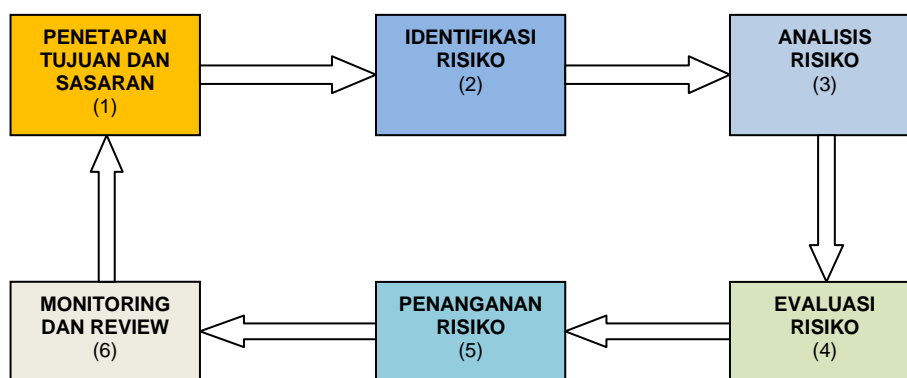 PENETAPAN
TUJUAN DAN
SASARAN
(1)
IDENTIFIKASI
RISIKO
(2)
ANALISIS
RISIKO
(3)
MONITORING
DAN REVIEW
(6)
PENANGANAN
RISIKO
(5)
EVALUASI
RISIKO
(4)